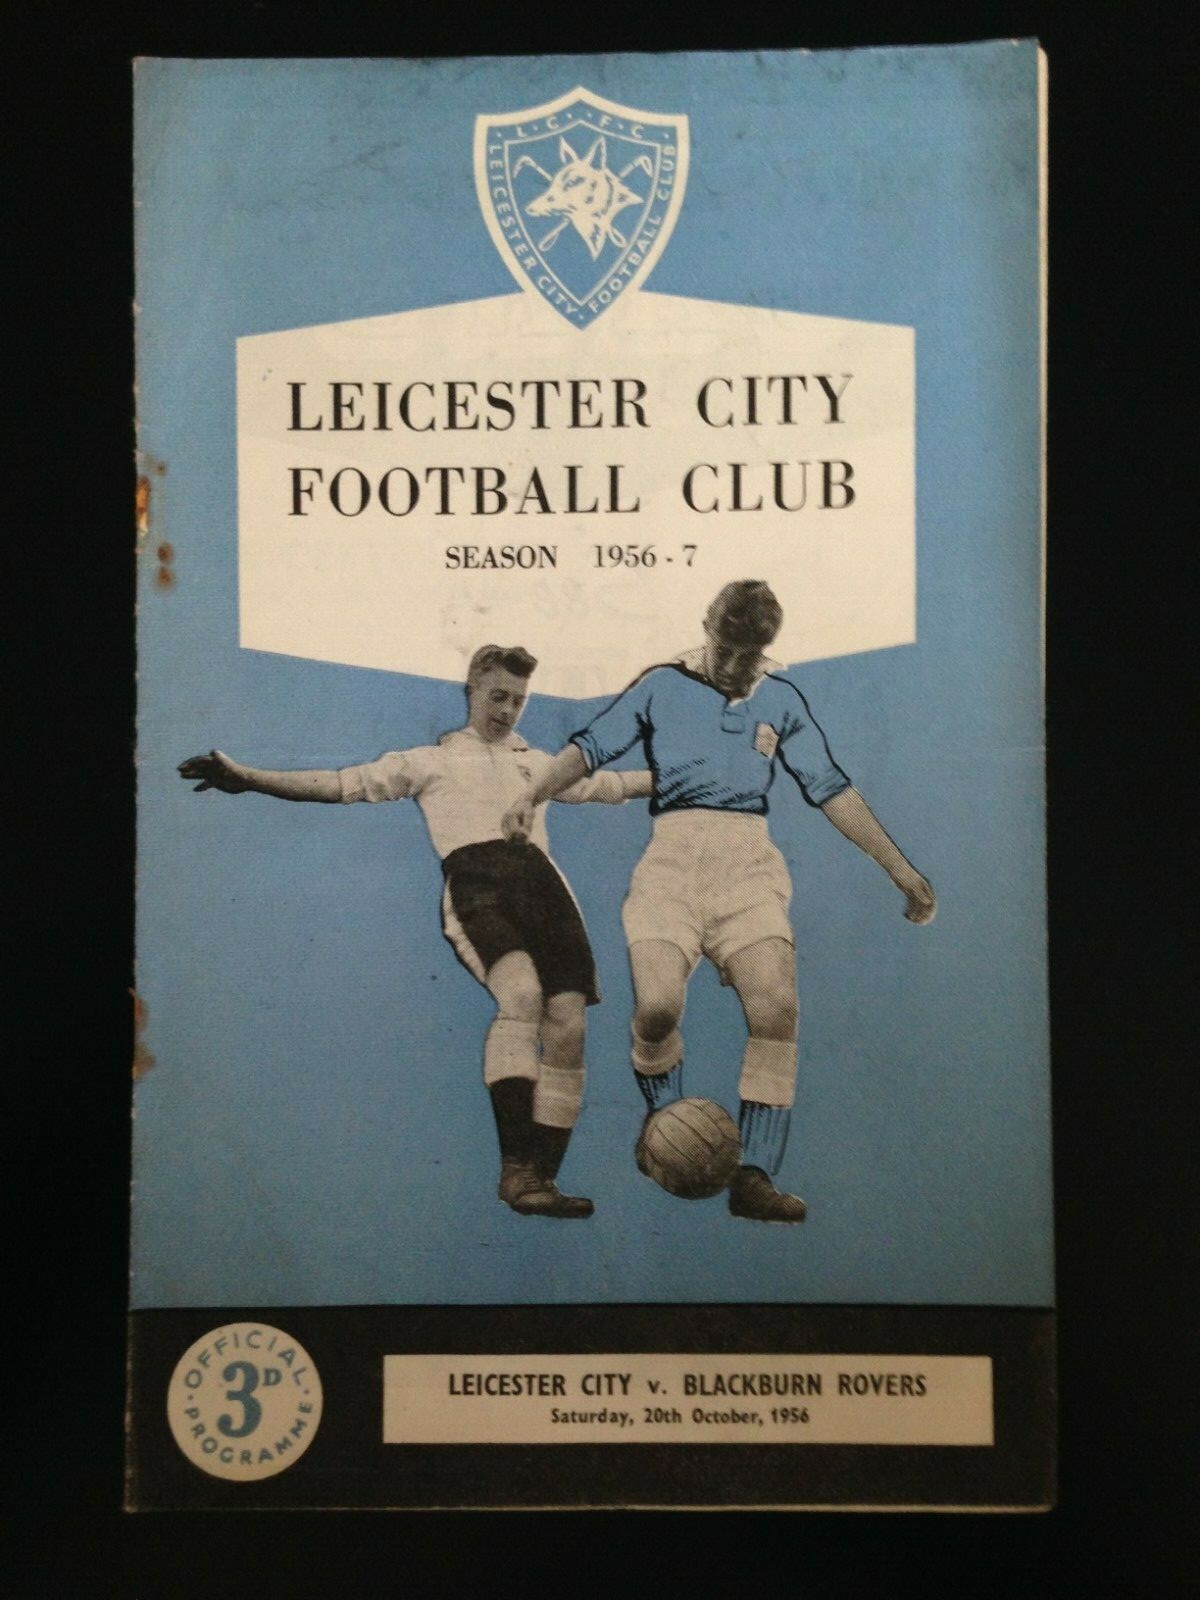 L·C·F·C
LEICESTER CITY·FOOTBALL CLUB
LEICESTER CITY
FOOTBALL CLUB
SEASON 1956-7
OFFICIAL
3D
PROGRAMME
LEICESTER CITY v. BLACKBURN ROVERS
Saturday, 20th October, 1956